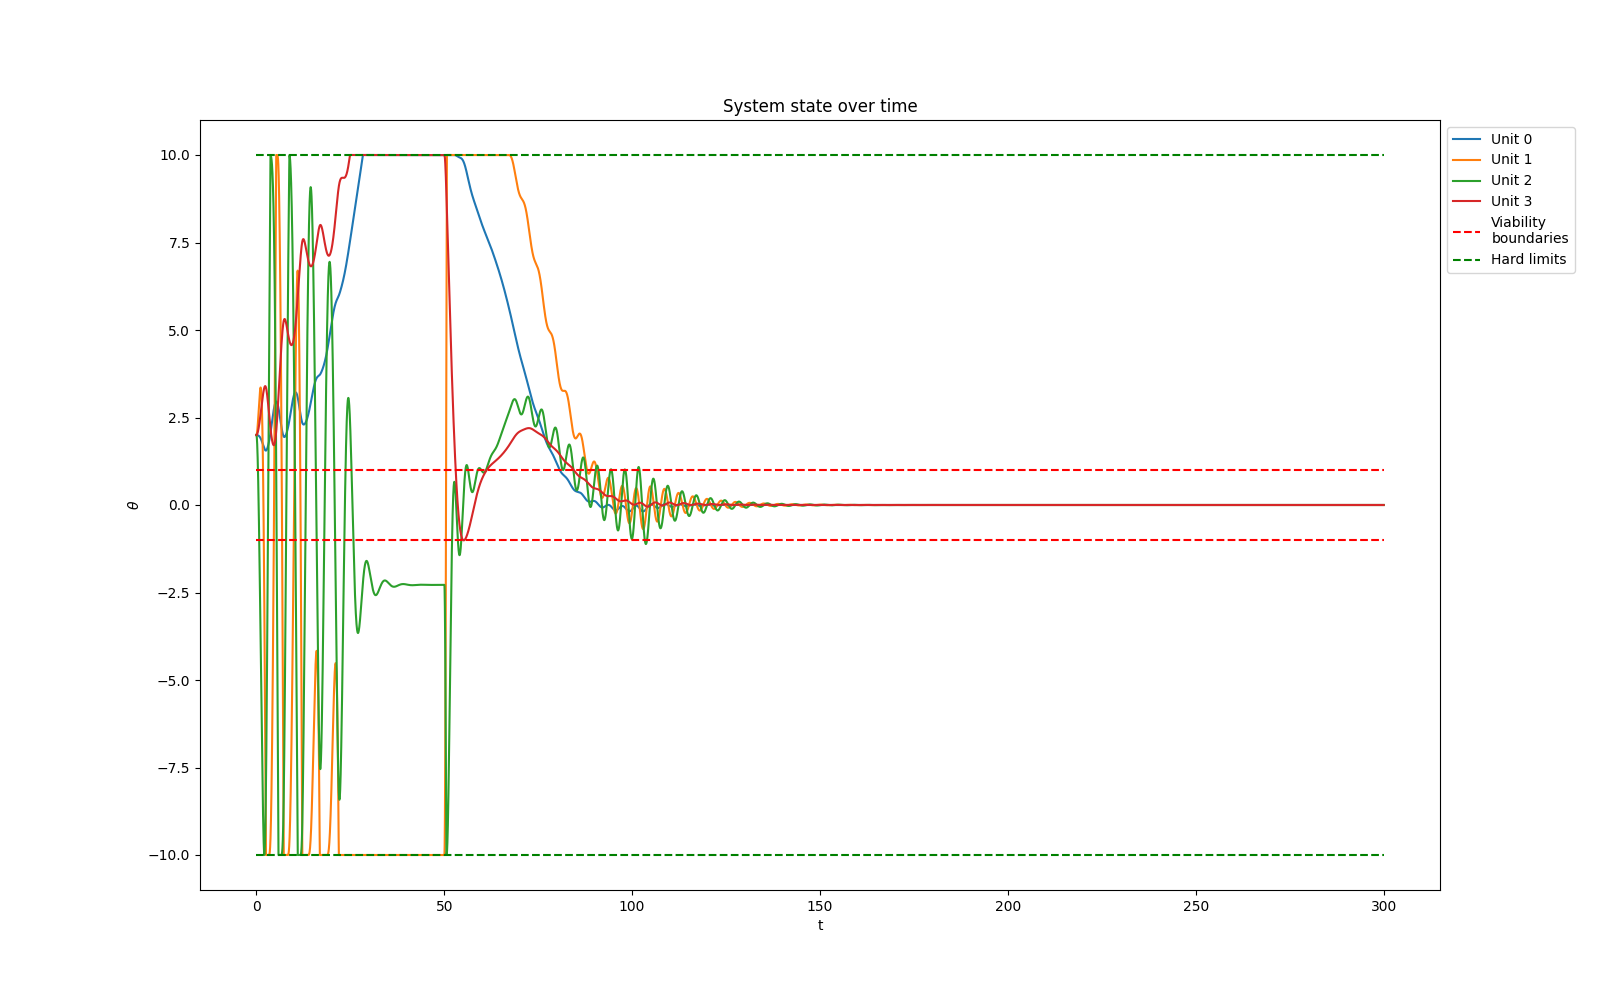 System state over time
10.0
7.5
5.0
2.5
0.0
−2.5
−5.0
−7.5
−10.0
θ
0
50
100
150
200
250
300
t
Unit 0
Unit 1
Unit 2
Unit 3
Viability
boundaries
Hard limits